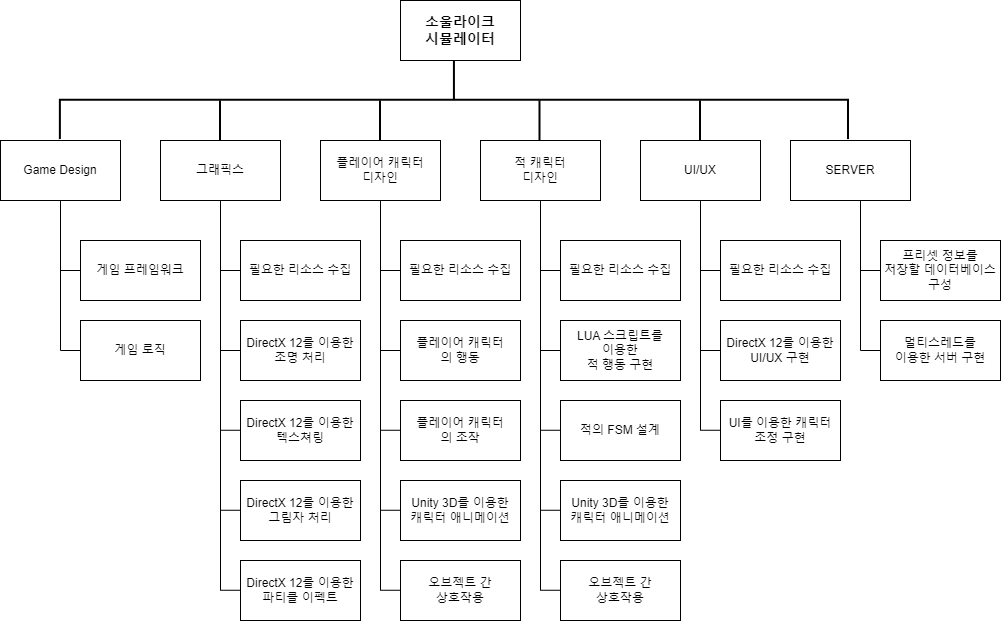 소울라이크
시뮬레이터
Game Design
그래픽스
플레이어 캐릭터
디자인
적 캐릭터
디자인
UI/UX
SERVER
게임 프레임워크
게임 로직
필요한 리소스 수집
DirectX 12를 이용한
조명 처리
DirectX 12를 이용한
텍스쳐링
DirectX 12를 이용한
그림자 처리
DirectX 12를 이용한
파티클 이펙트
필요한 리소스 수집
플레이어 캐릭터
의 행동
플레이어 캐릭터
의 조작
Unity 3D를 이용한
캐릭터 애니메이션
오브젝트 간
상호작용
필요한 리소스 수집
LUA 스크립트를
이용한
적 행동 구현
적의 FSM 설계
Unity 3D를 이용한
캐릭터 애니메이션
오브젝트 간
상호작용
필요한 리소스 수집
DirectX 12를 이용한
UI/UX 구현
UI를 이용한 캐릭터
조정 구현
프리셋 정보를
저장할 데이터베이스
구성
멀티스레드를
이용한 서버 구현